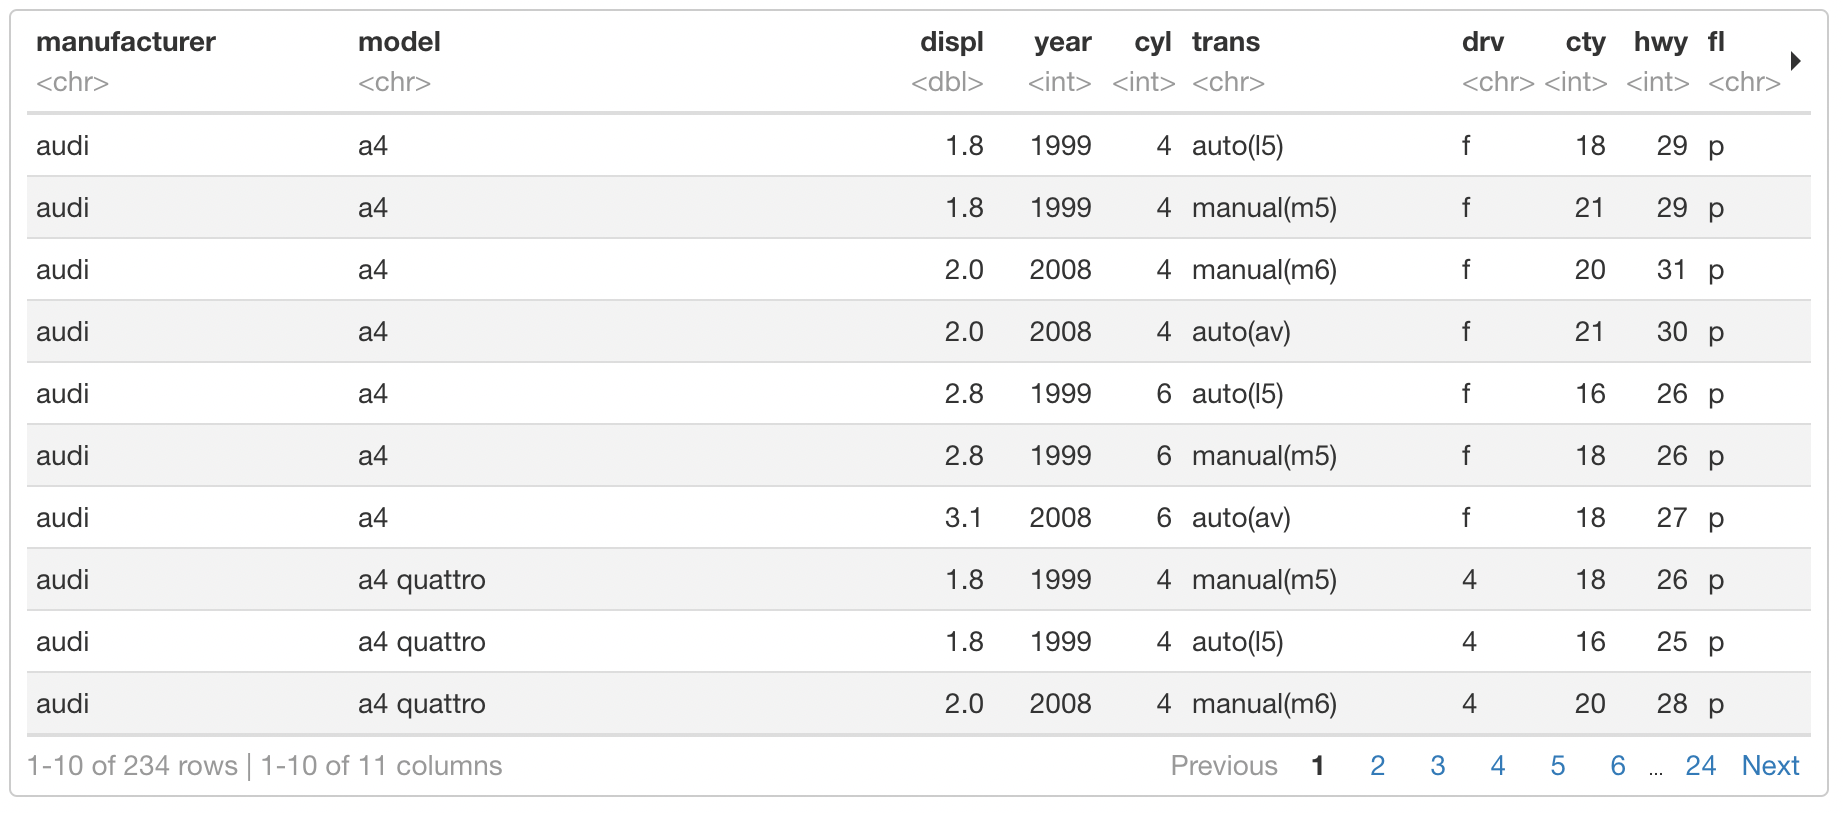 manufacturer model displ year cyl trans drv cty hwy fl
<chr> <chr> <dbl> <int> <int> <chr> <chr> <int> <int> <chr>
audi a4 1.8 1999 4 auto(l5) f 18 29 p
audi a4 1.8 1999 4 manual(m5) f 21 29 p
audi a4 2.0 2008 4 manual(m6) f 20 31 p
audi a4 2.0 2008 4 auto(av) f 21 30 p
audi a4 2.8 1999 6 auto(l5) f 16 26 p
audi a4 2.8 1999 6 manual(m5) f 18 26 p
audi a4 3.1 2008 6 auto(av) f 18 27 p
audi a4 quattro 1.8 1999 4 manual(m5) 4 18 26 p
audi a4 quattro 1.8 1999 4 auto(l5) 4 16 25 p
audi a4 quattro 2.0 2008 4 manual(m6) 4 20 28 p
1-10 of 234 rows | 1-10 of 11 columns Previous 1 2 3 4 5 6 ... 24 Next